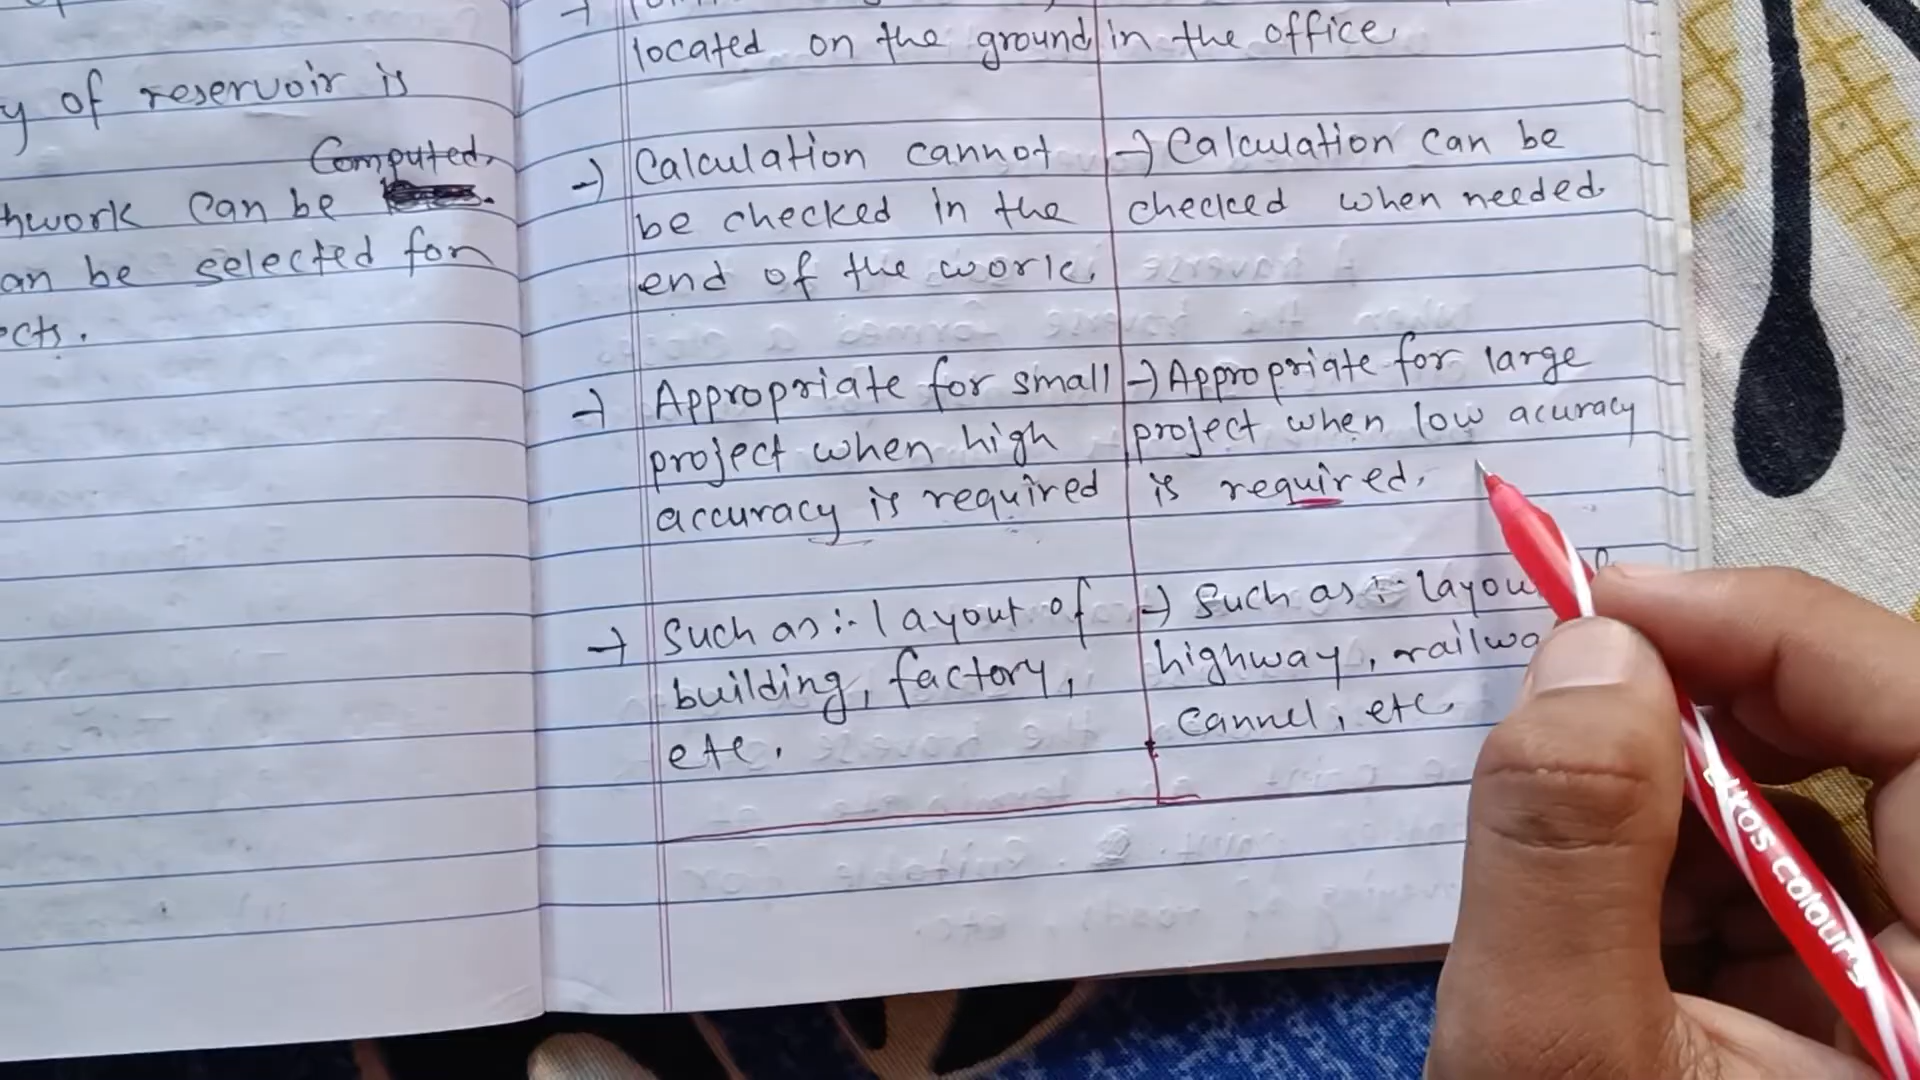 y of reservoir is
Computed.
hwork can be
an be selected for
ects.
located on the ground
→ Calculation cannot
be checked in the
end of the work.
→ Appropriate for small
project when high
accuracy is required
→ Such as :- layout of
building, factory,
etc.
in the office.
→ Calculation can be
checked when needed.
→ Appropriate for large
project when low acuracy
is required.
→ Such as :- layou
highway, railwa
cannel, etc.
elkos colours